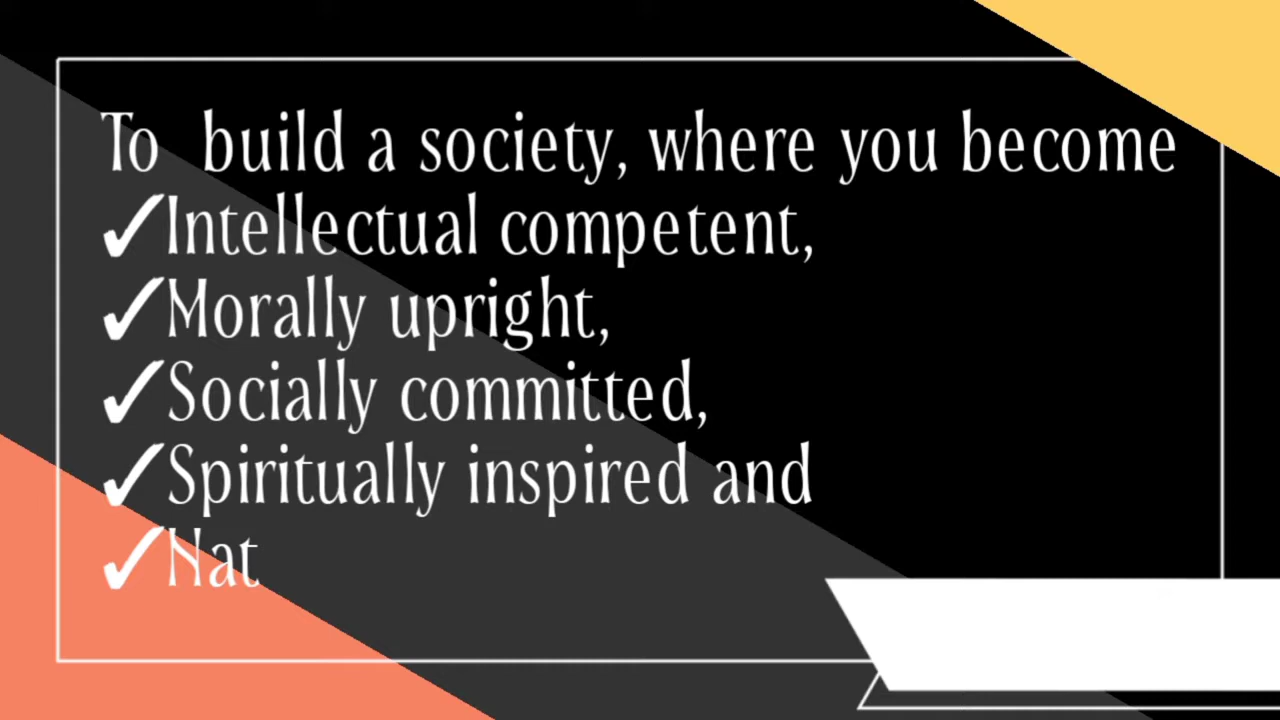 To build a society, where you become
✓Intellectual competent,
✓Morally upright,
✓Socially committed,
✓Spiritually inspired and
✓Nat